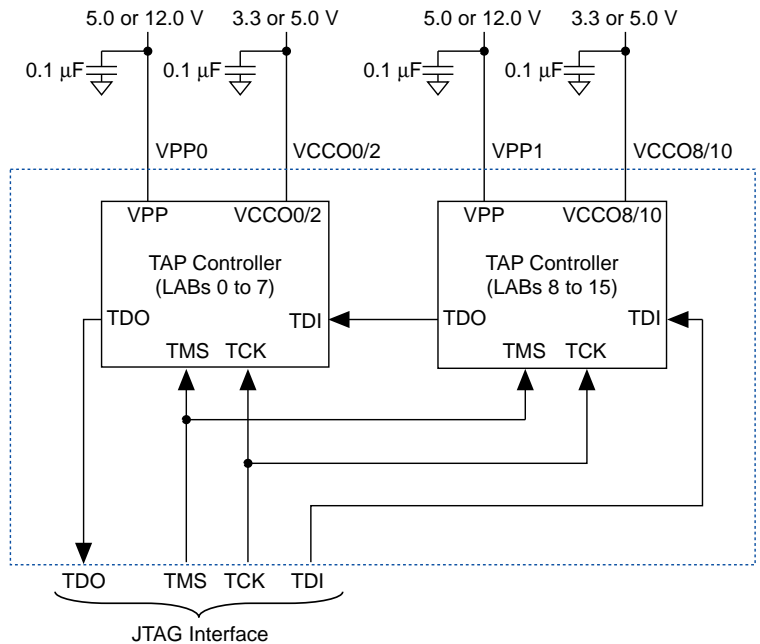 5.0 or 12.0 V 3.3 or 5.0 V 5.0 or 12.0 V 3.3 or 5.0 V
0.1 μF 0.1 μF 0.1 μF 0.1 μF
VPP0 VCCO0/2 VPP1 VCCO8/10
VPP VCCO0/2 VPP VCCO8/10
TAP Controller
(LABs 0 to 7)
TAP Controller
(LABs 8 to 15)
TDO TDI TDO TDI
TMS TCK TMS TCK
TDO TMS TCK TDI
JTAG Interface